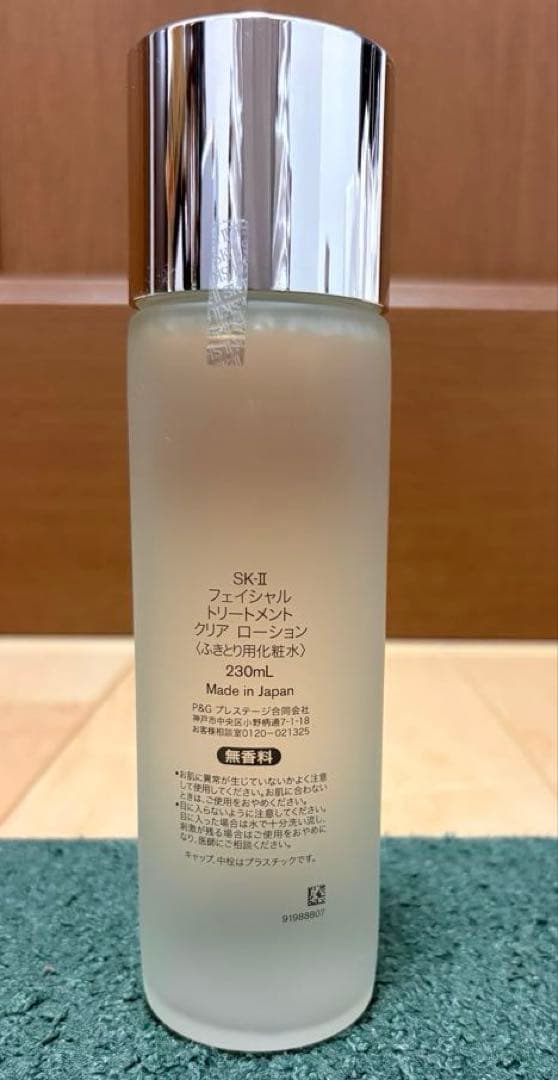 SK-II
フェイシャル
トリートメント
クリア ローション
〈ふきとり用化粧水〉
230mL
Made in Japan
P&G プレステージ合同会社
神戸市中央区小野柄通7-1-18
お客様相談室0120-021325
無香料
•お肌に異常が生じていないかよく注意
して使用してください。お肌に合わない
ときは、ご使用をおやめください。
•目に入らないように注意してください。
目に入った場合は水で十分洗い流し、
刺激が残る場合はご使用をおやめに
なり、医師にご相談ください。
キャップ、中栓はプラスチックです。
91988807